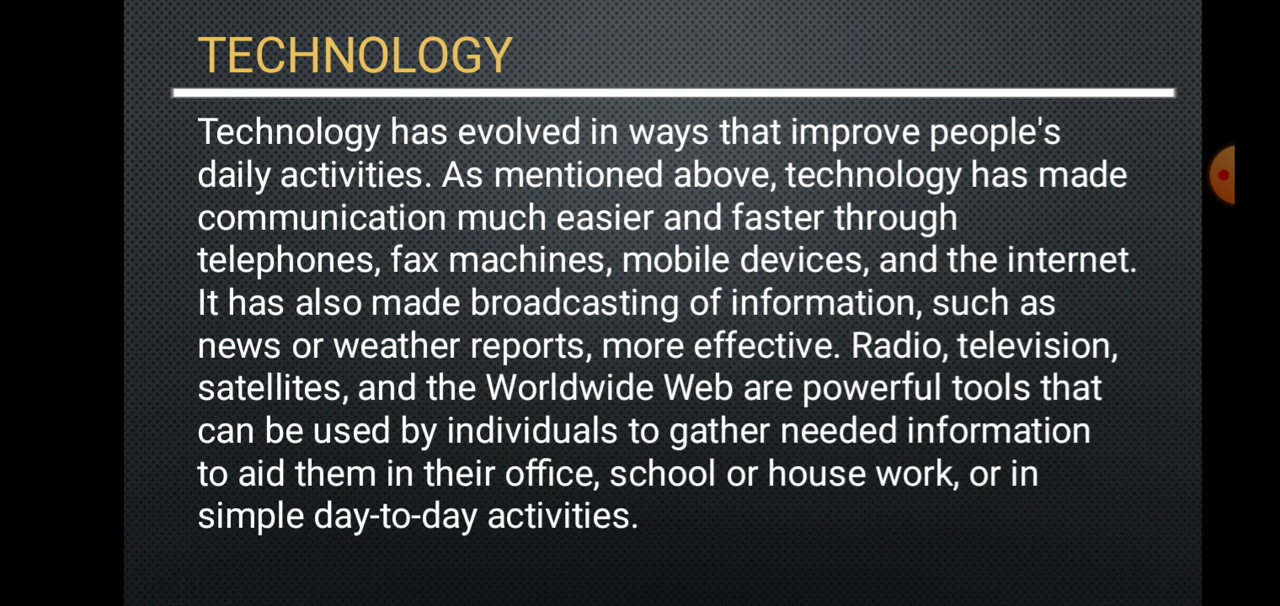 TECHNOLOGY
Technology has evolved in ways that improve people's
daily activities. As mentioned above, technology has made
communication much easier and faster through
telephones, fax machines, mobile devices, and the internet.
It has also made broadcasting of information, such as
news or weather reports, more effective. Radio, television,
satellites, and the Worldwide Web are powerful tools that
can be used by individuals to gather needed information
to aid them in their office, school or house work, or in
simple day-to-day activities.